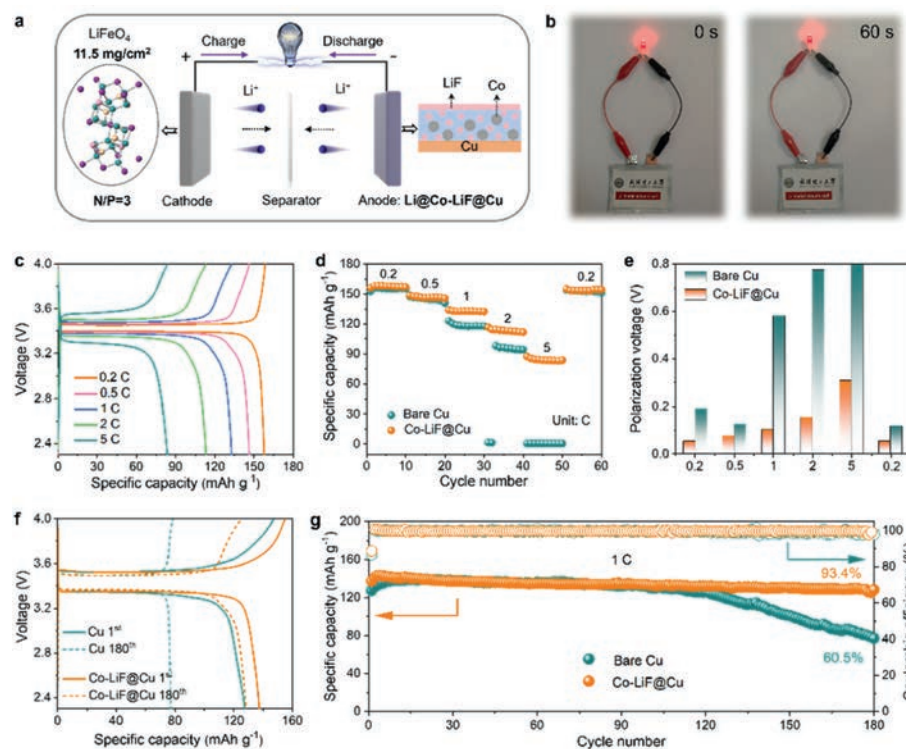 a
LiFeO₄
11.5 mg/cm²
N/P=3
+
Charge
Discharge
−
Li⁺
Li⁺
Cathode
Separator
Anode: Li@Co-LiF@Cu
LiF
Co
Cu
b
0 s
60 s
c
Voltage (V)
4.0
3.6
3.2
2.8
2.4
0.2 C
0.5 C
1 C
2 C
5 C
0 30 60 90 120 150 180
Specific capacity (mAh g⁻¹)
d
Specific capacity (mAh g⁻¹)
180
150
120
90
60
30
0
0.2
0.5
1
2
5
0.2
Bare Cu
Co-LiF@Cu
Unit: C
0 10 20 30 40 50 60
Cycle number
e
Polarization voltage (V)
0.8
0.6
0.4
0.2
0.0
Bare Cu
Co-LiF@Cu
0.2 0.5 1 2 5 0.2
f
Voltage (V)
4.0
3.6
3.2
2.8
2.4
Cu 1ˢᵗ
Cu 180ᵗʰ
Co-LiF@Cu 1ˢᵗ
Co-LiF@Cu 180ᵗʰ
0 40 80 120 160
Specific capacity (mAh g⁻¹)
g
Specific capacity (mAh g⁻¹)
200
160
120
80
40
0
1 C
93.4%
60.5%
Bare Cu
Co-LiF@Cu
100
80
60
40
20
0
0 30 60 90 120 150 180
Cycle number